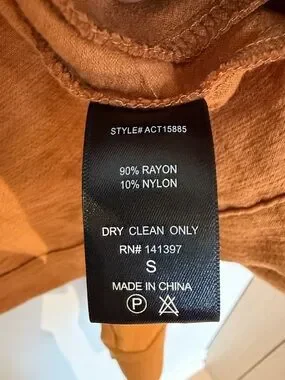 STYLE# ACT15885
90% RAYON
10% NYLON
DRY CLEAN ONLY
RN# 141397
S
MADE IN CHINA
P